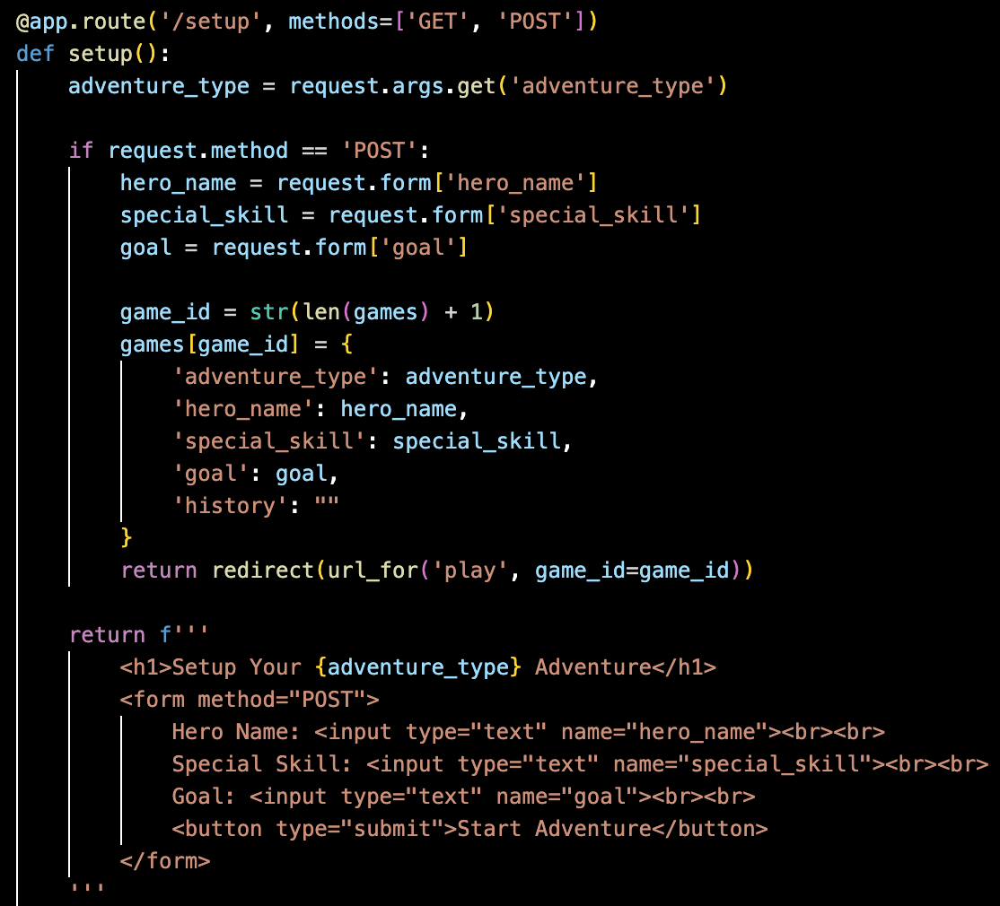 @app.route('/setup', methods=['GET', 'POST'])
def setup():
    adventure_type = request.args.get('adventure_type')

    if request.method == 'POST':
        hero_name = request.form['hero_name']
        special_skill = request.form['special_skill']
        goal = request.form['goal']

        game_id = str(len(games) + 1)
        games[game_id] = {
            'adventure_type': adventure_type,
            'hero_name': hero_name,
            'special_skill': special_skill,
            'goal': goal,
            'history': ""
        }
        return redirect(url_for('play', game_id=game_id))

    return f'''
        <h1>Setup Your {adventure_type} Adventure</h1>
        <form method="POST">
            Hero Name: <input type="text" name="hero_name"><br><br>
            Special Skill: <input type="text" name="special_skill"><br><br>
            Goal: <input type="text" name="goal"><br><br>
            <button type="submit">Start Adventure</button>
        </form>
    '''